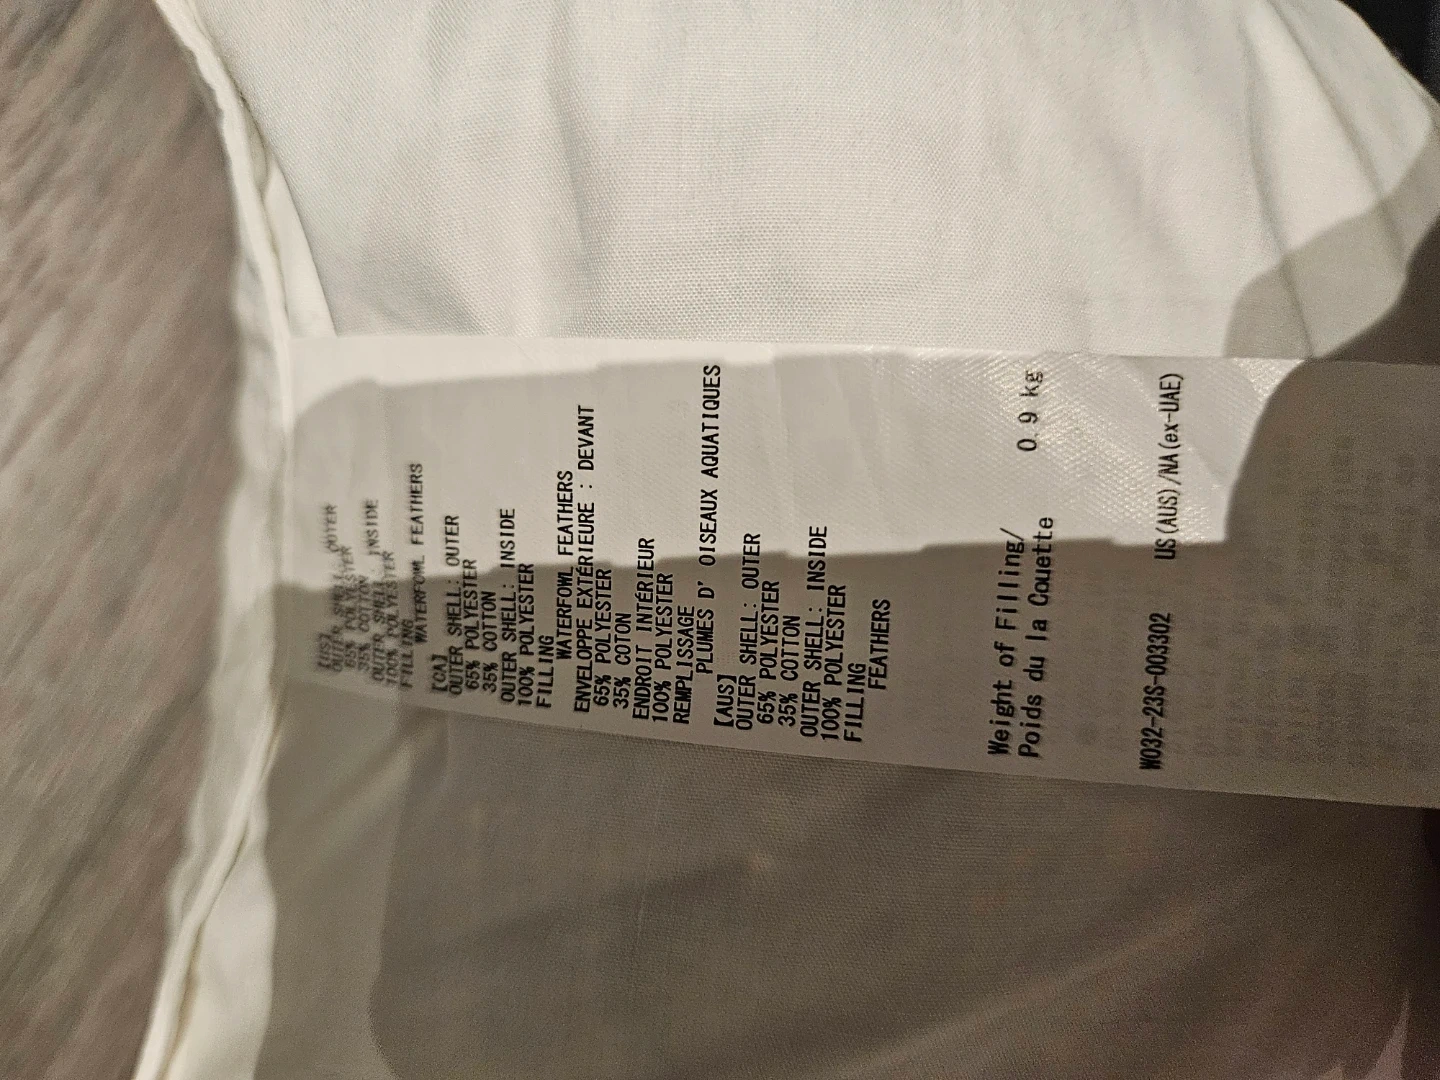 [US]
OUTER SHELL: OUTER
65% POLYESTER
35% COTTON
OUTER SHELL: INSIDE
100% POLYESTER
FILLING
WATERFOWL FEATHERS
[CA]
OUTER SHELL: OUTER
65% POLYESTER
35% COTTON
OUTER SHELL: INSIDE
100% POLYESTER
FILLING
WATERFOWL FEATHERS
ENVELOPPE EXTÉRIEURE : DEVANT
65% POLYESTER
35% COTON
ENDROIT INTÉRIEUR
100% POLYESTER
REMPLISSAGE
PLUMES D' OISEAUX AQUATIQUES
[AUS]
OUTER SHELL: OUTER
65% POLYESTER
35% COTTON
OUTER SHELL: INSIDE
100% POLYESTER
FILLING
FEATHERS
Weight of Filling/
Poids du la Couette 0.9 kg
W032-23S-003302 US(AUS)/NA(ex-UAE)